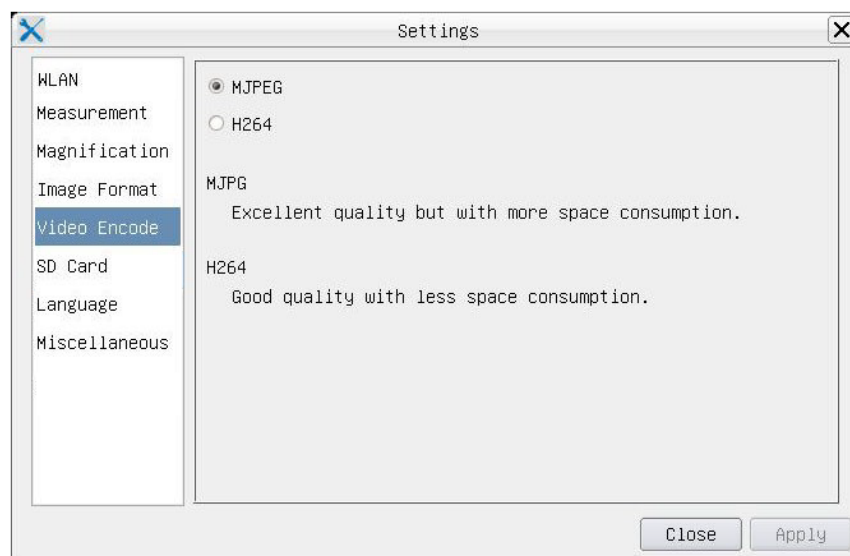 Settings
WLAN
Measurement
Magnification
Image Format
Video Encode
SD Card
Language
Miscellaneous
MJPEG
H264
MJPG
Excellent quality but with more space consumption.
H264
Good quality with less space consumption.
Close
Apply